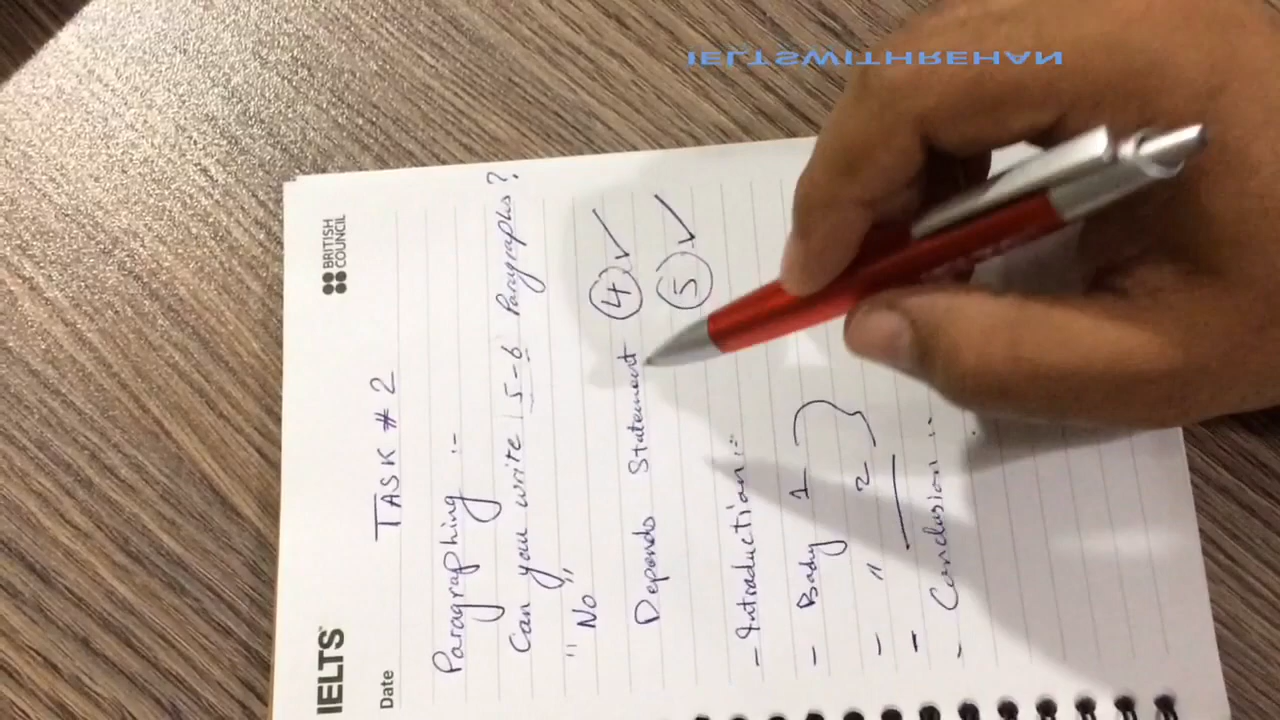 IELTSWITHREHAN
IELTS
BRITISH
COUNCIL
Date
TASK # 2
Paragraphing :-
Can you write 5-6 Paragraphs?
"No"
4 ✓
Depends Statement
5 ✓
- Introduction:-
- Body 1
- " 2
-
- Conclusion :-